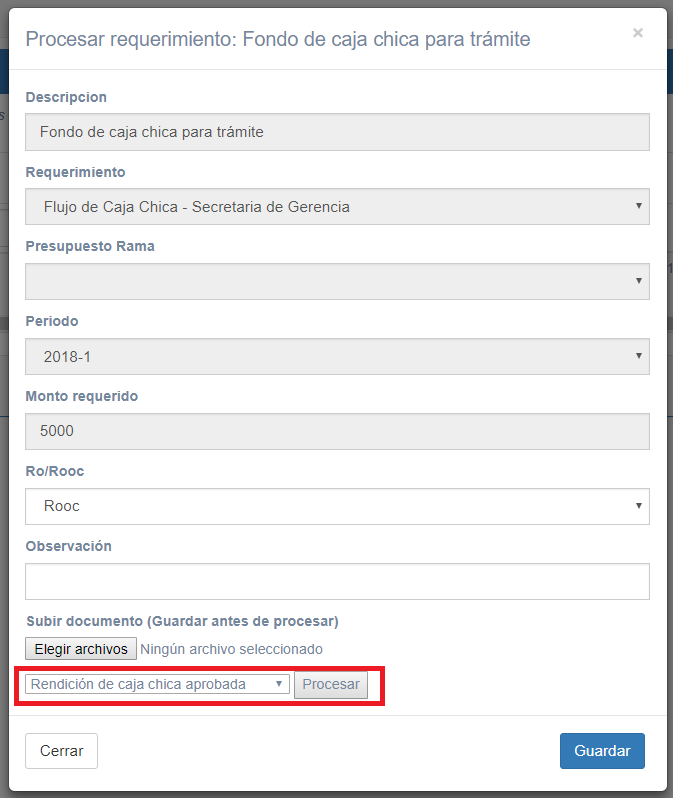 Procesar requerimiento: Fondo de caja chica para trámite
×
Descripcion
Fondo de caja chica para trámite
Requerimiento
Flujo de Caja Chica - Secretaria de Gerencia
Presupuesto Rama
Periodo
2018-1
Monto requerido
5000
Ro/Rooc
Rooc
Observación
Subir documento (Guardar antes de procesar)
Elegir archivos Ningún archivo seleccionado
Rendición de caja chica aprobada Procesar
Cerrar Guardar